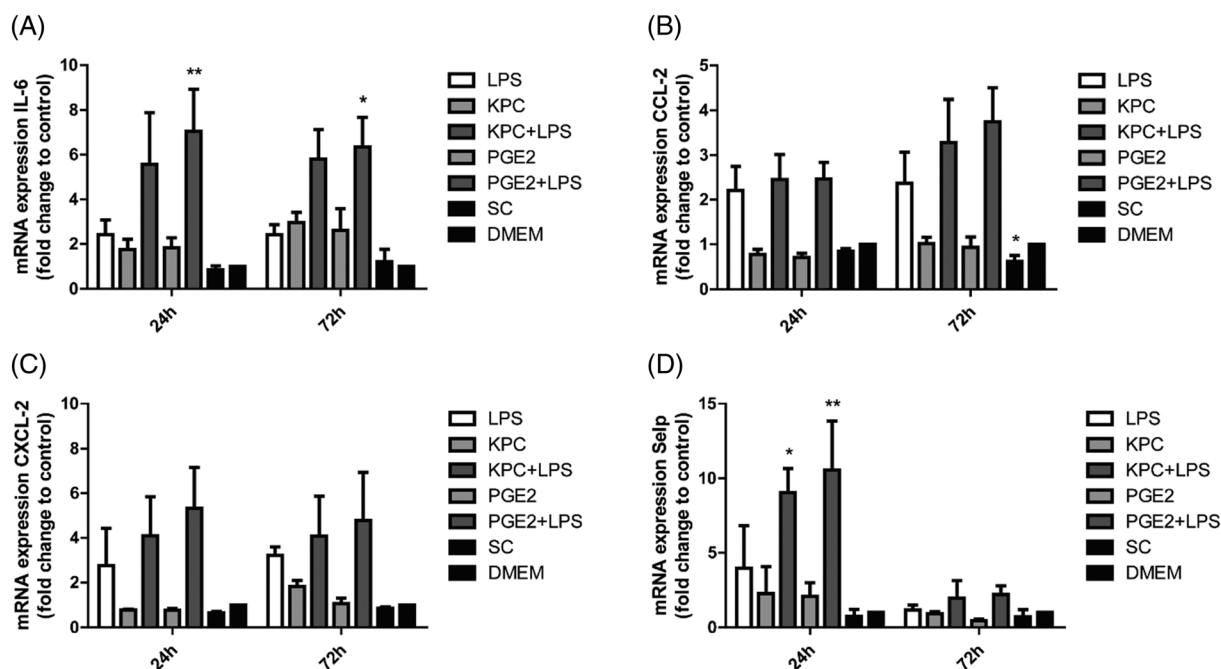 (A)
mRNA expression IL-6
(fold change to control)
10
8
6
4
2
0
**
*
24h
72h
LPS
KPC
KPC+LPS
PGE2
PGE2+LPS
SC
DMEM
(B)
mRNA expression CCL-2
(fold change to control)
5
4
3
2
1
0
*
24h
72h
LPS
KPC
KPC+LPS
PGE2
PGE2+LPS
SC
DMEM
(C)
mRNA expression CXCL-2
(fold change to control)
10
8
6
4
2
0
24h
72h
LPS
KPC
KPC+LPS
PGE2
PGE2+LPS
SC
DMEM
(D)
mRNA expression Selp
(fold change to control)
15
10
5
0
*
**
24h
72h
LPS
KPC
KPC+LPS
PGE2
PGE2+LPS
SC
DMEM